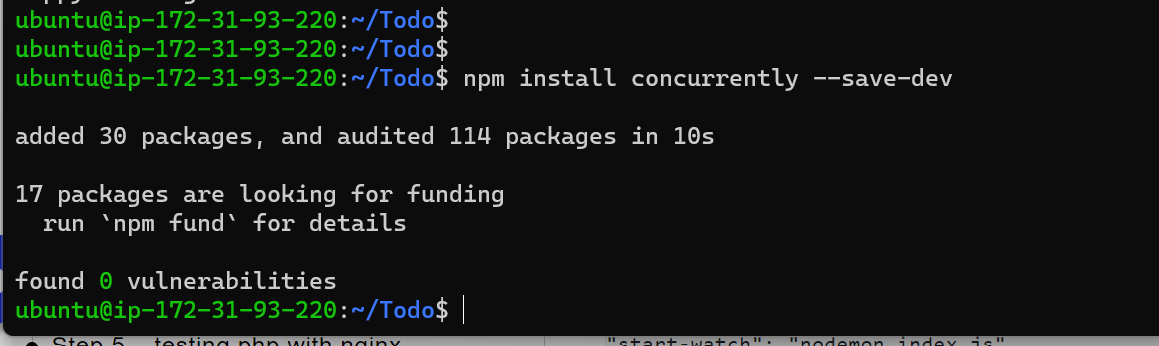 ubuntu@ip-172-31-93-220:~/Todo$
ubuntu@ip-172-31-93-220:~/Todo$
ubuntu@ip-172-31-93-220:~/Todo$ npm install concurrently --save-dev
added 30 packages, and audited 114 packages in 10s
17 packages are looking for funding
run `npm fund` for details
found 0 vulnerabilities
ubuntu@ip-172-31-93-220:~/Todo$
Step 5 testing php with nginx
"start-watch": "nodemon index.js"